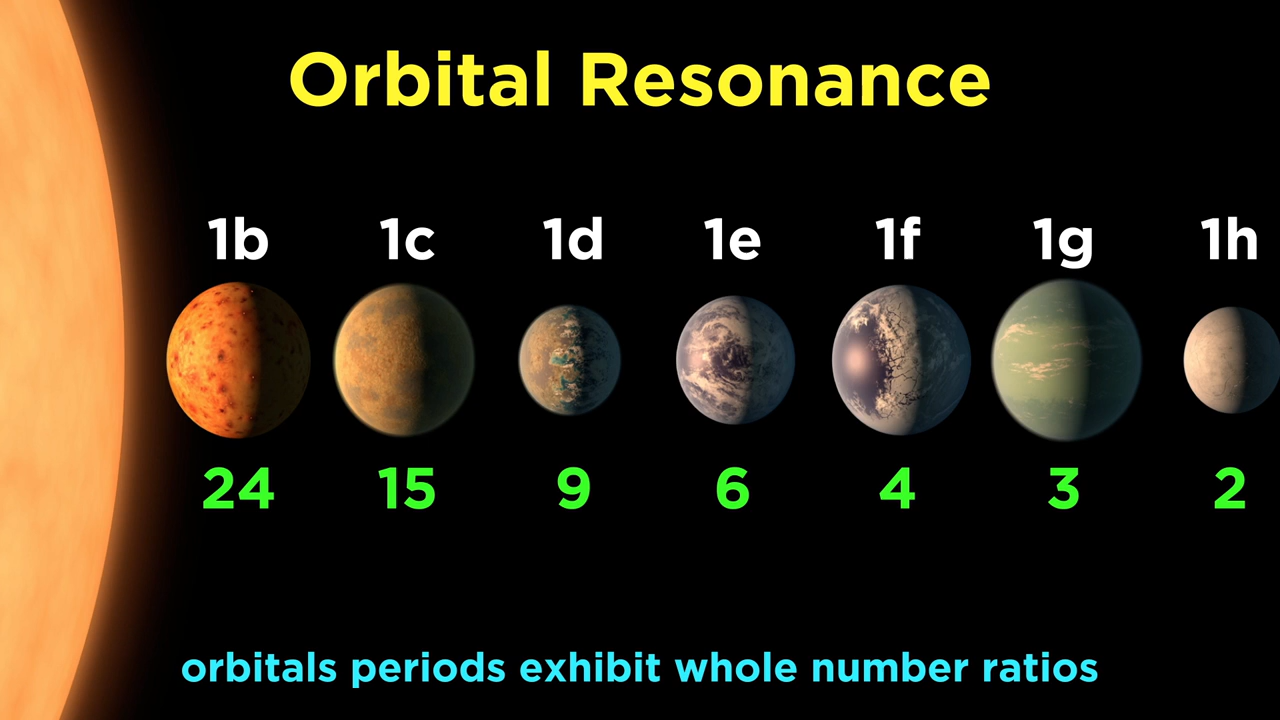 Orbital Resonance
1b 1c 1d 1e 1f 1g 1h
24 15 9 6 4 3 2
orbitals periods exhibit whole number ratios